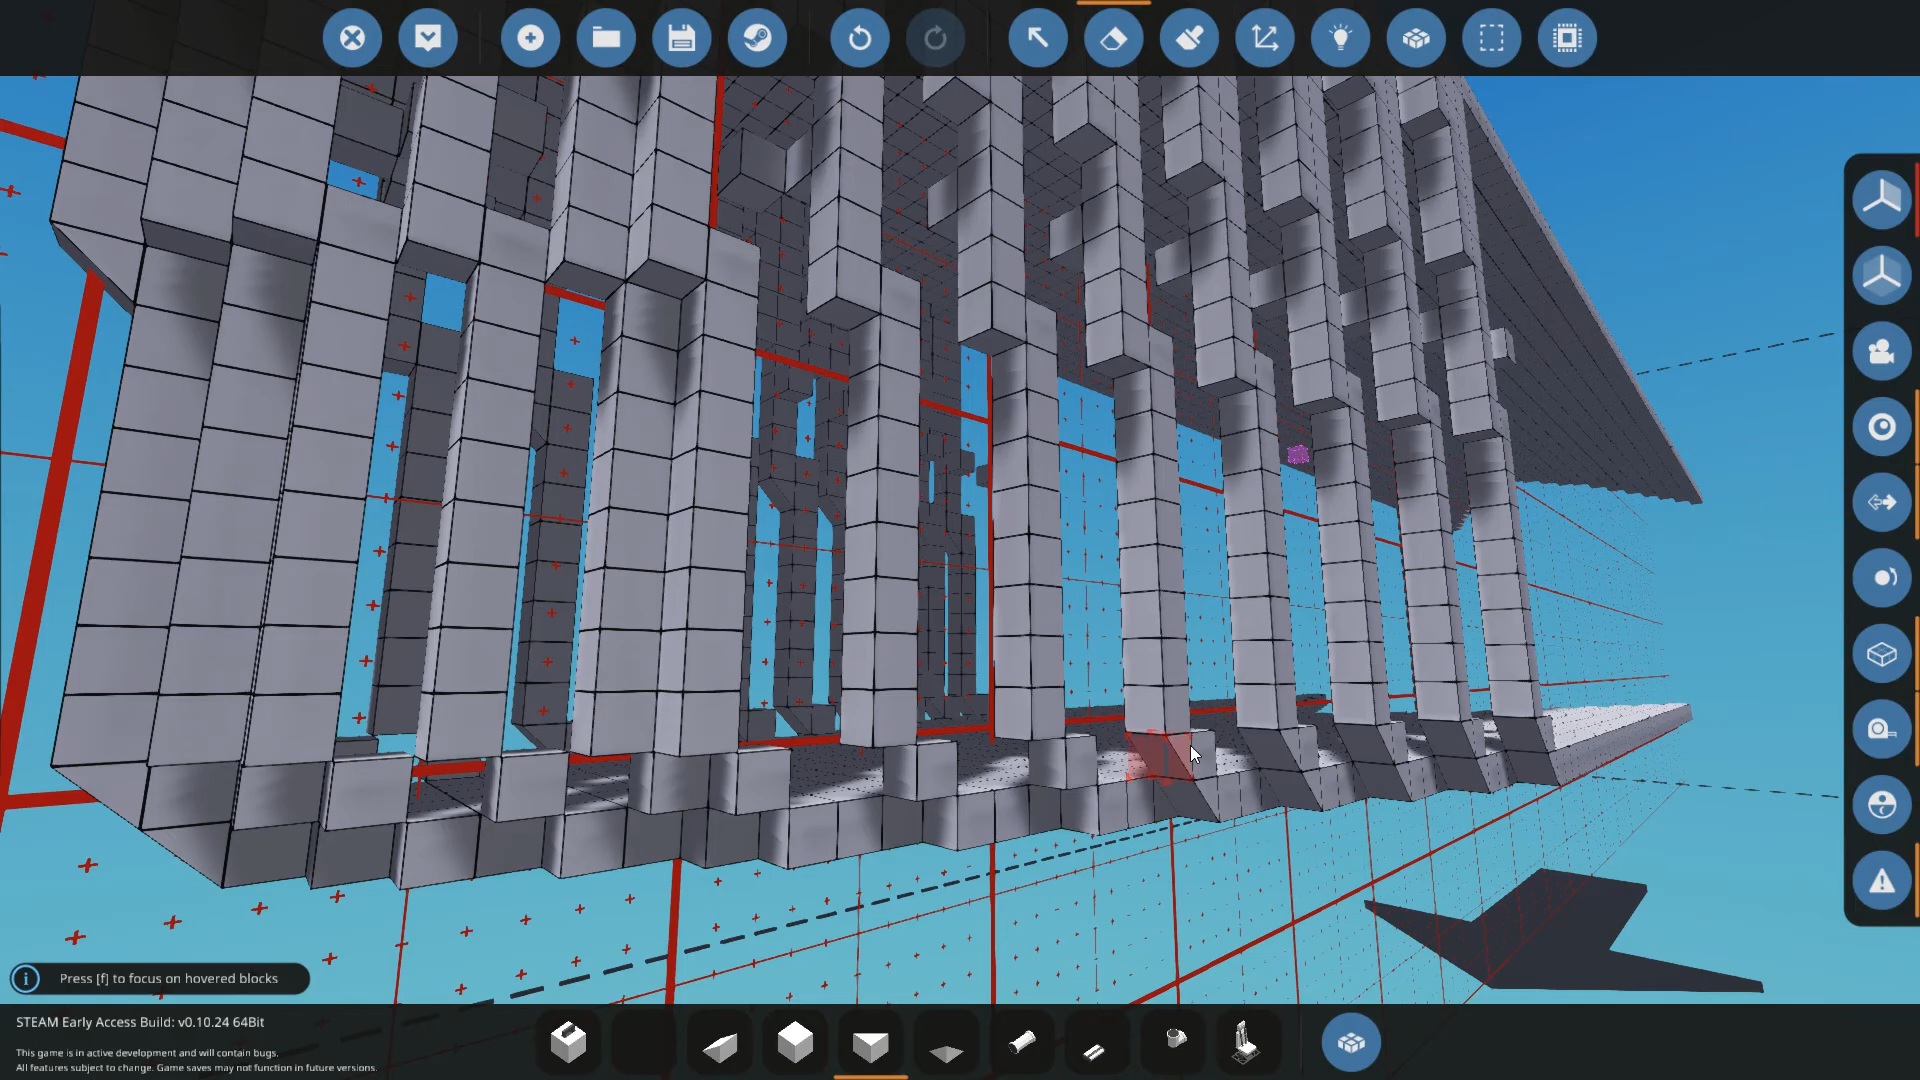 Press [f] to focus on hovered blocks
STEAM Early Access Build: v0.10.24 64Bit
This game is in active development and will contain bugs.
All features subject to change. Game saves may not function in future versions.